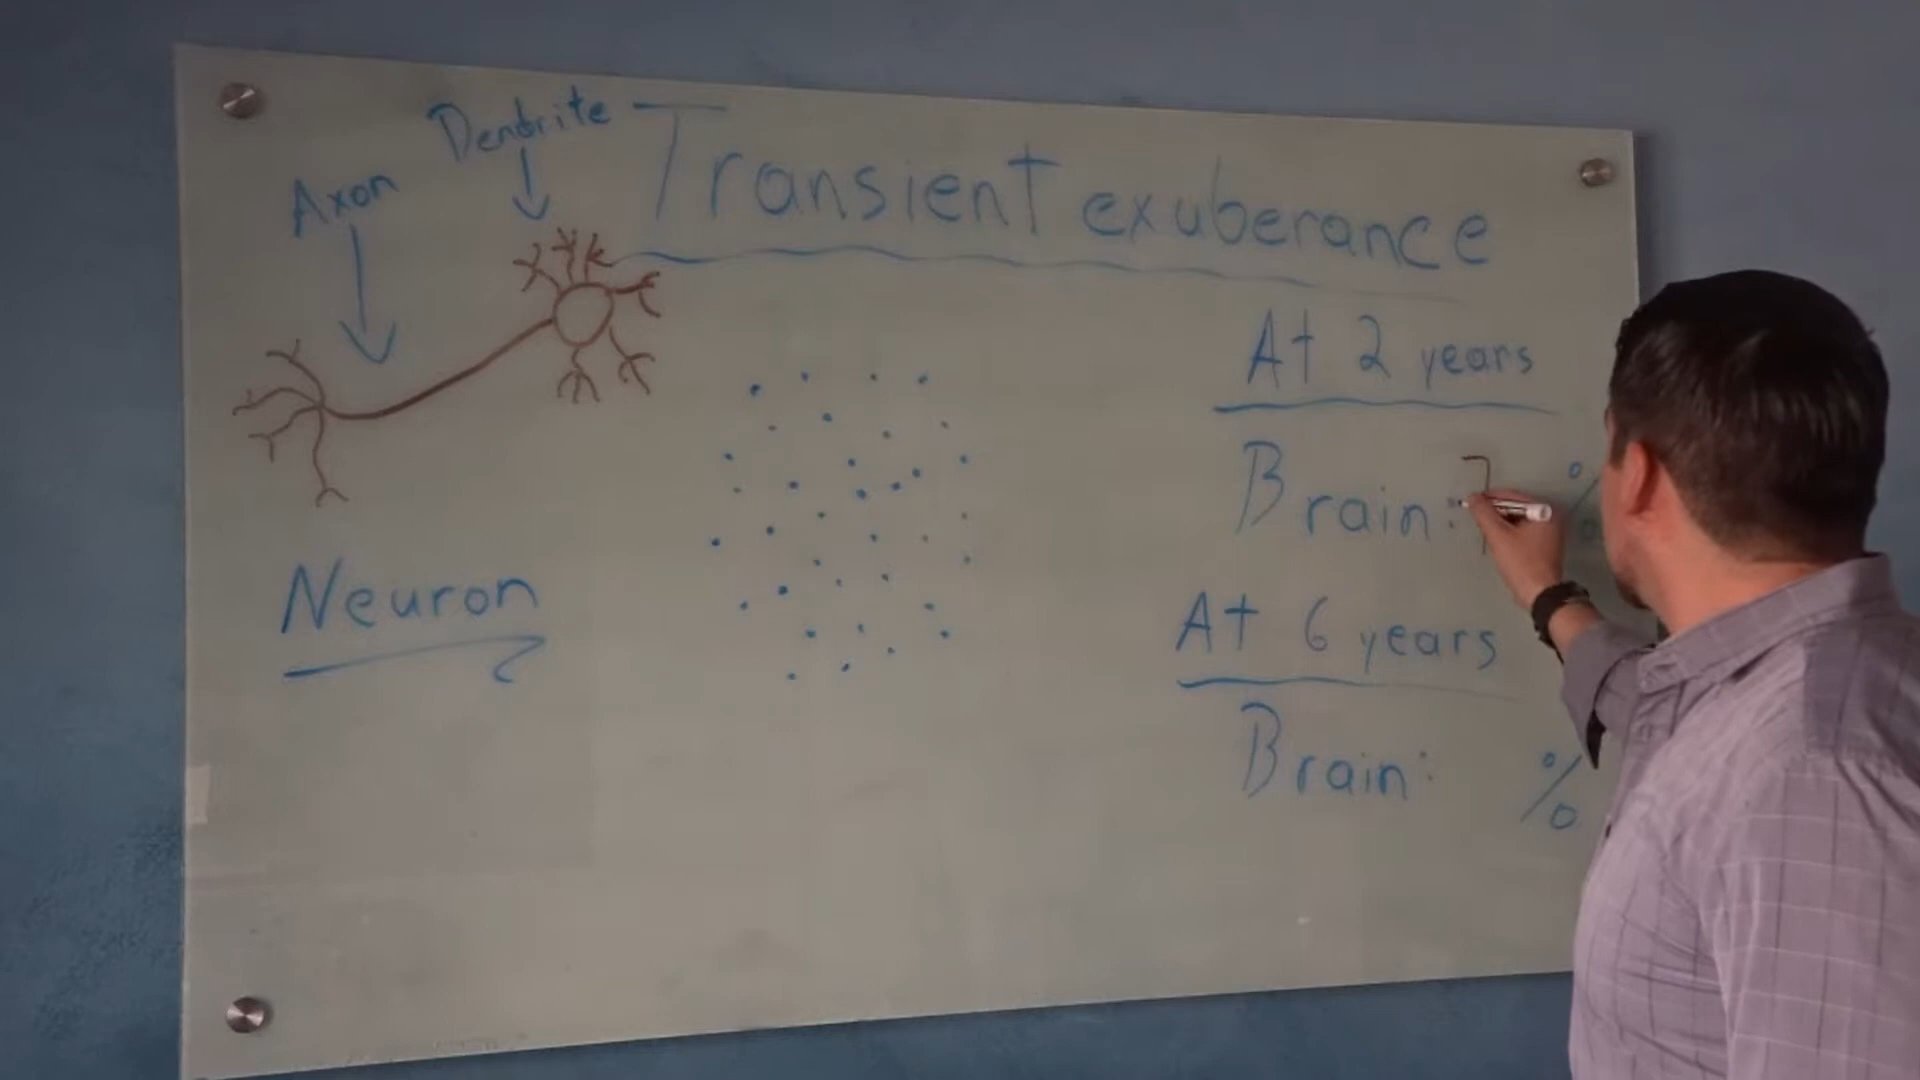 Dendrite
Axon
Transient exuberance
Neuron
At 2 years
Brain: 7 %
At 6 years
Brain: %